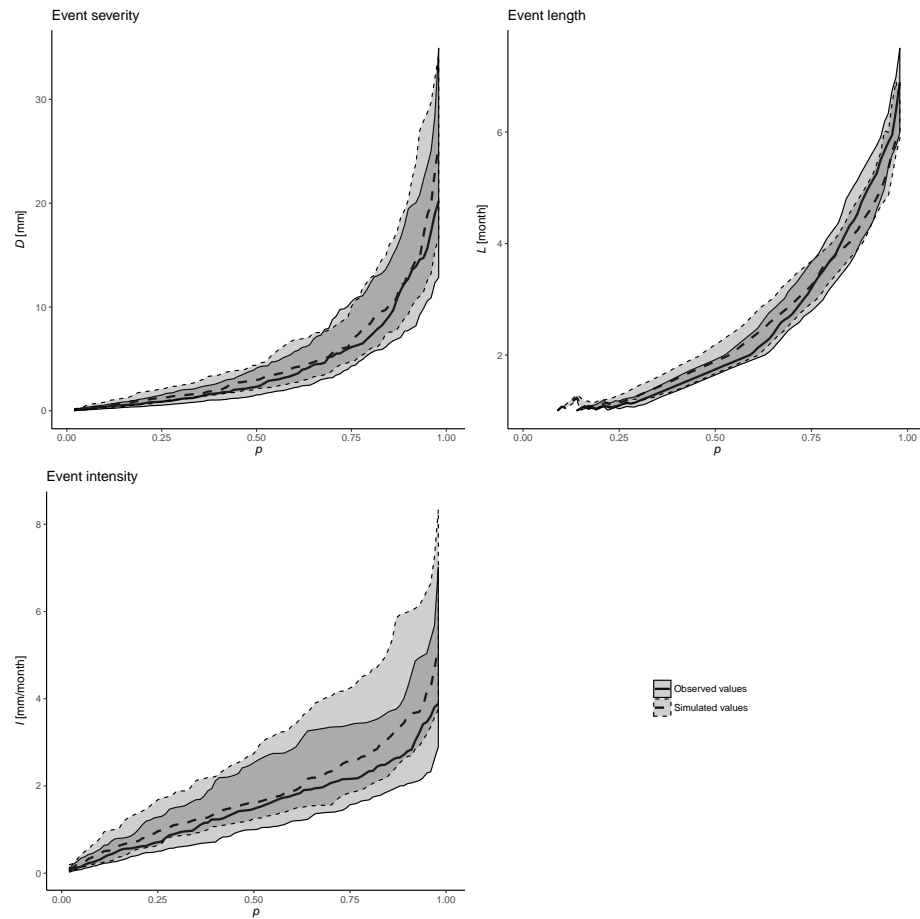 Event severity
D [mm]
30
20
10
0
0.00 0.25 0.50 0.75 1.00
p
Event length
L [month]
6
4
2
0.00 0.25 0.50 0.75 1.00
p
Event intensity
I [mm/month]
8
6
4
2
0
0.00 0.25 0.50 0.75 1.00
p
Observed values
Simulated values